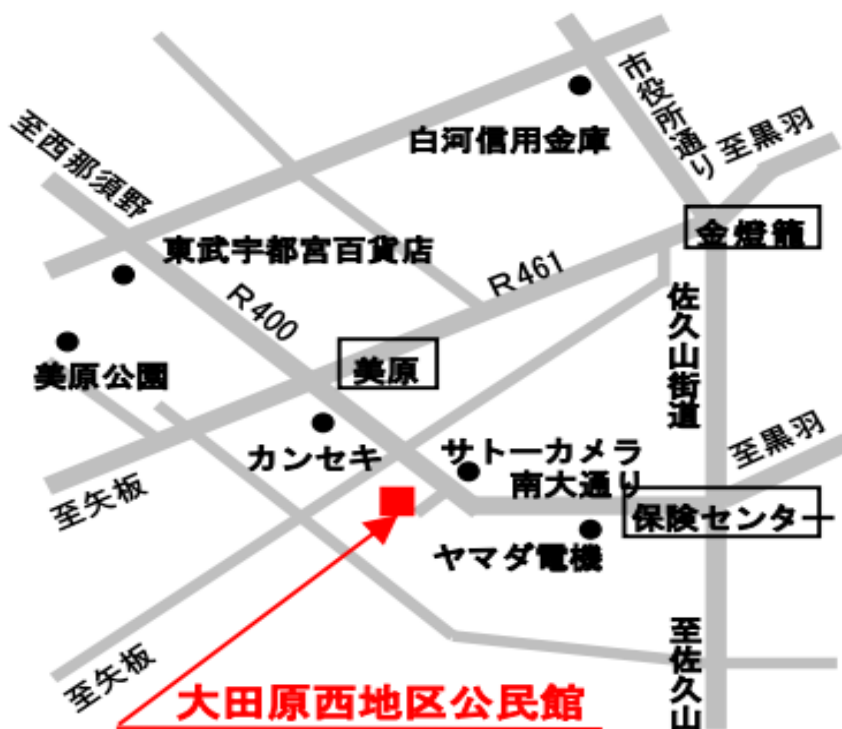 市役所通り
至黒羽
白河信用金庫
至西那須野
金燈籠
東武宇都宮百貨店
R461
R400
佐久山街道
美原
美原公園
至黒羽
サトーカメラ
カンセキ
南大通り
至矢板
保険センター
ヤマダ電機
至佐久山
至矢板
大田原西地区公民館